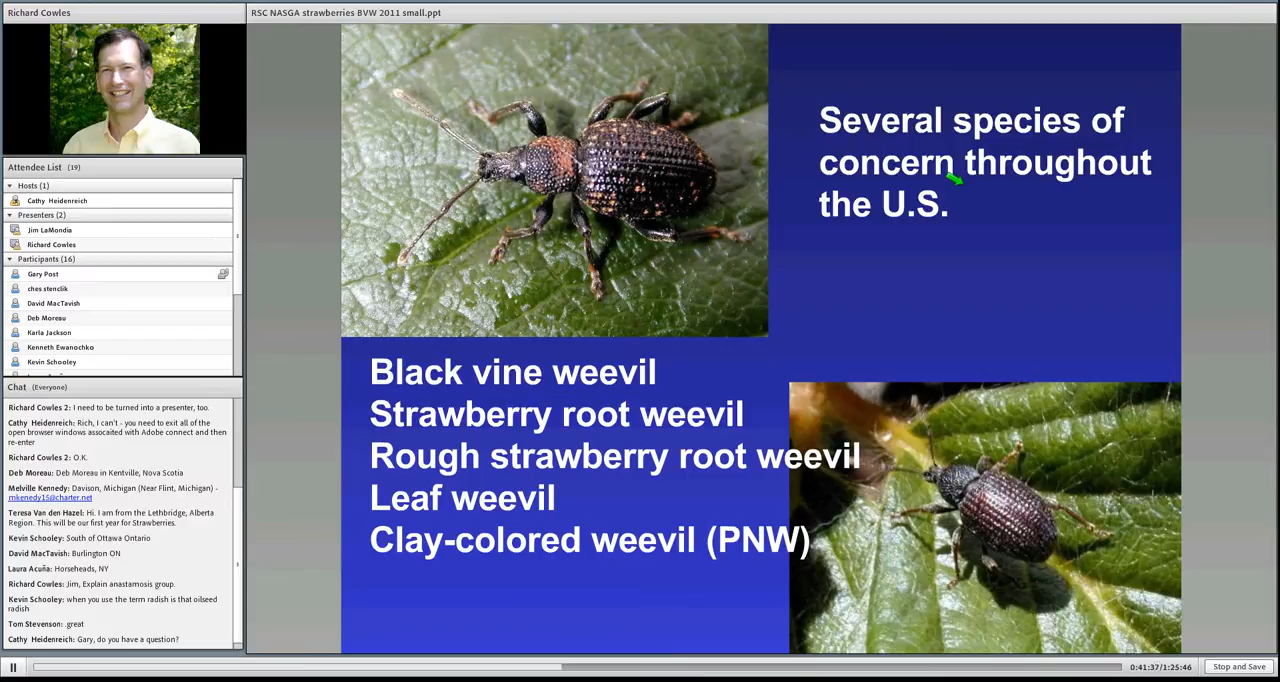 Richard Cowles
RSC NASGA strawberries BVW 2011 small.ppt
Attendee List (19)
Hosts (1)
Cathy Heidenreich
Presenters (2)
Jim LaMondia
Richard Cowles
Participants (16)
Gary Post
ches stenclik
David MacTavish
Deb Moreau
Karla Jackson
Kenneth Ewanochko
Kevin Schooley
Chat (Everyone)
Richard Cowles 2: I need to be turned into a presenter, too.
Cathy Heidenreich: Rich, I can't - you need to exit all of the
open browser windows assocaited with Adobe connect and then
re-enter
Richard Cowles 2: O.K.
Deb Moreau: Deb Moreau in Kentville, Nova Scotia
Melville Kennedy: Davison, Michigan (Near Flint, Michigan) -
mkenedy15@charter.net
Teresa Van den Hazel: Hi. I am from the Lethbridge, Alberta
Region. This will be our first year for Strawberries.
Kevin Schooley: South of Ottawa Ontario
David MacTavish: Burlington ON
Laura Acuña: Horseheads, NY
Richard Cowles: Jim, Explain anastamosis group.
Kevin Schooley: when you use the term radish is that oilseed
radish
Tom Stevenson: .great
Cathy Heidenreich: Gary, do you have a question?
Several species of
concern throughout
the U.S.
Black vine weevil
Strawberry root weevil
Rough strawberry root weevil
Leaf weevil
Clay-colored weevil (PNW)
0:41:37/1:25:46
Stop and Save